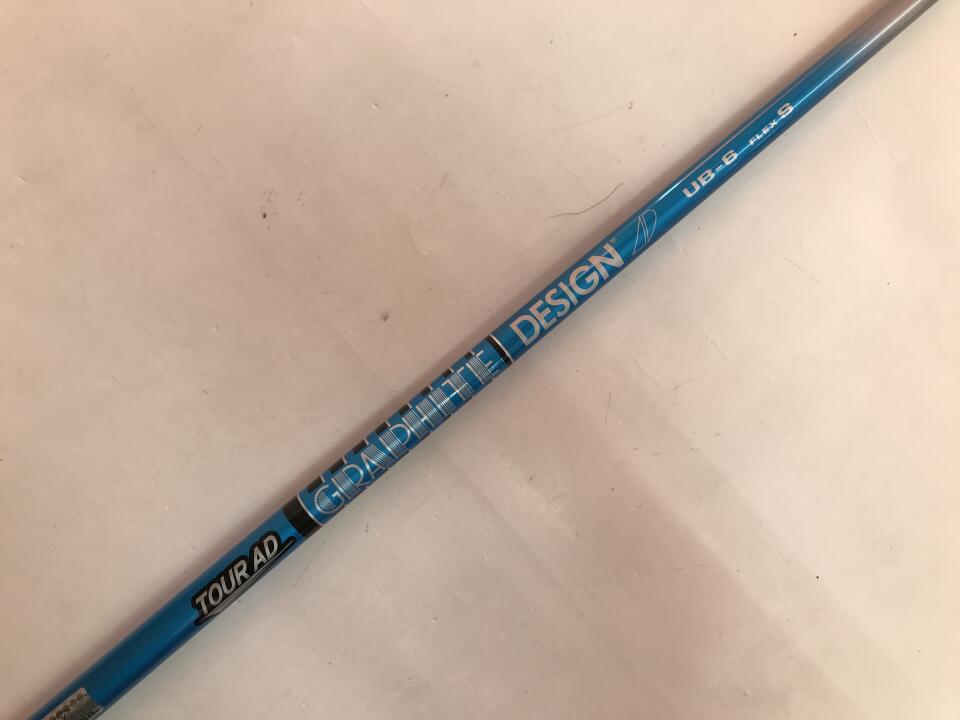 TOUR AD
GRAPHITE DESIGN®
UB-6 FLEX S